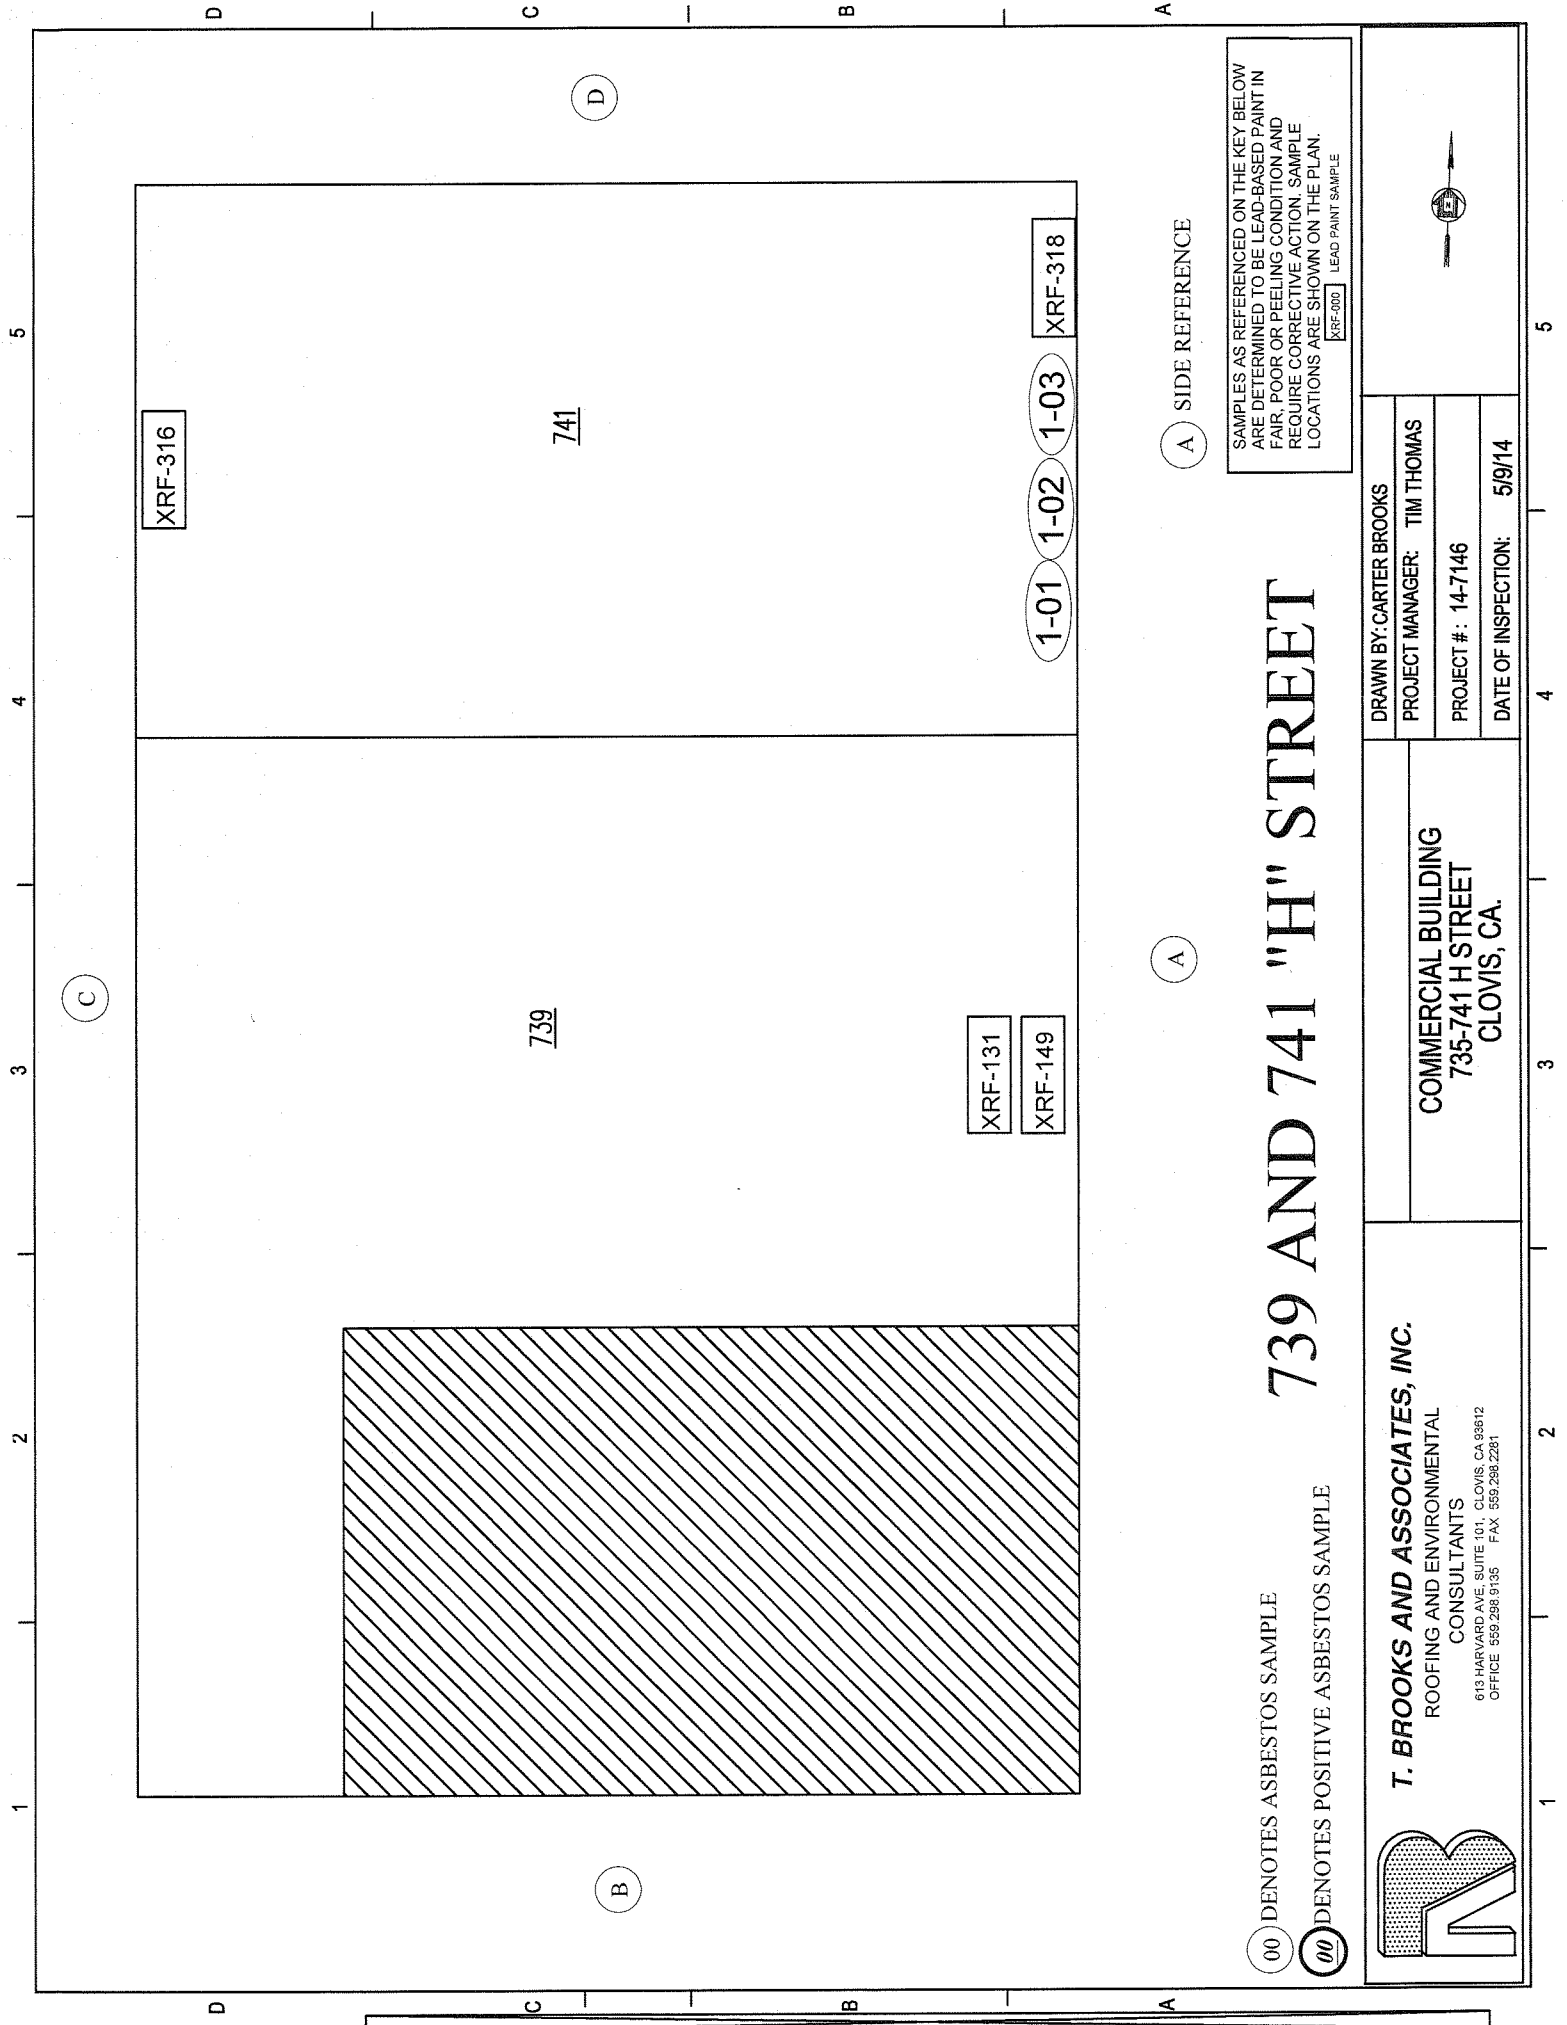 1 2 3 4 5
D
C
B
A
D
C
B
A
C
B
D
A
XRF-316
739
741
XRF-131
XRF-149
1-01 1-02 1-03
XRF-318
A SIDE REFERENCE
00 DENOTES ASBESTOS SAMPLE
00 DENOTES POSITIVE ASBESTOS SAMPLE
739 AND 741 "H" STREET
SAMPLES AS REFERENCED ON THE KEY BELOW
ARE DETERMINED TO BE LEAD-BASED PAINT IN
FAIR, POOR OR PEELING CONDITION AND
REQUIRE CORRECTIVE ACTION. SAMPLE
LOCATIONS ARE SHOWN ON THE PLAN.
XRF-000 LEAD PAINT SAMPLE
T. BROOKS AND ASSOCIATES, INC.
ROOFING AND ENVIRONMENTAL
CONSULTANTS
613 HARVARD AVE, SUITE 101, CLOVIS, CA 93612
OFFICE 559.298.9135 FAX 559.298.2281
COMMERCIAL BUILDING
735-741 H STREET
CLOVIS, CA.
DRAWN BY: CARTER BROOKS
PROJECT MANAGER: TIM THOMAS
PROJECT #: 14-7146
DATE OF INSPECTION: 5/9/14
N
1 2 3 4 5